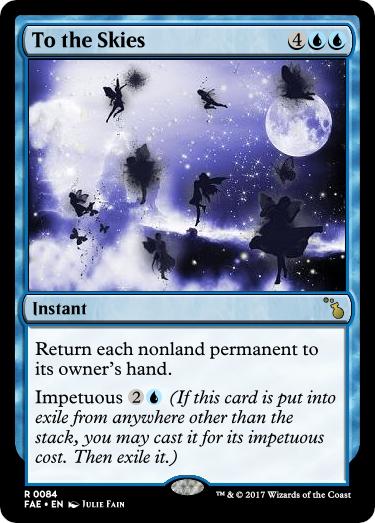 To the Skies 4
Instant
Return each nonland permanent to
its owner's hand.
Impetuous 2 (If this card is put into
exile from anywhere other than the
stack, you may cast it for its impetuous
cost. Then exile it.)
R 0084
FAE • EN Julie Fain
™ & © 2017 Wizards of the Coast